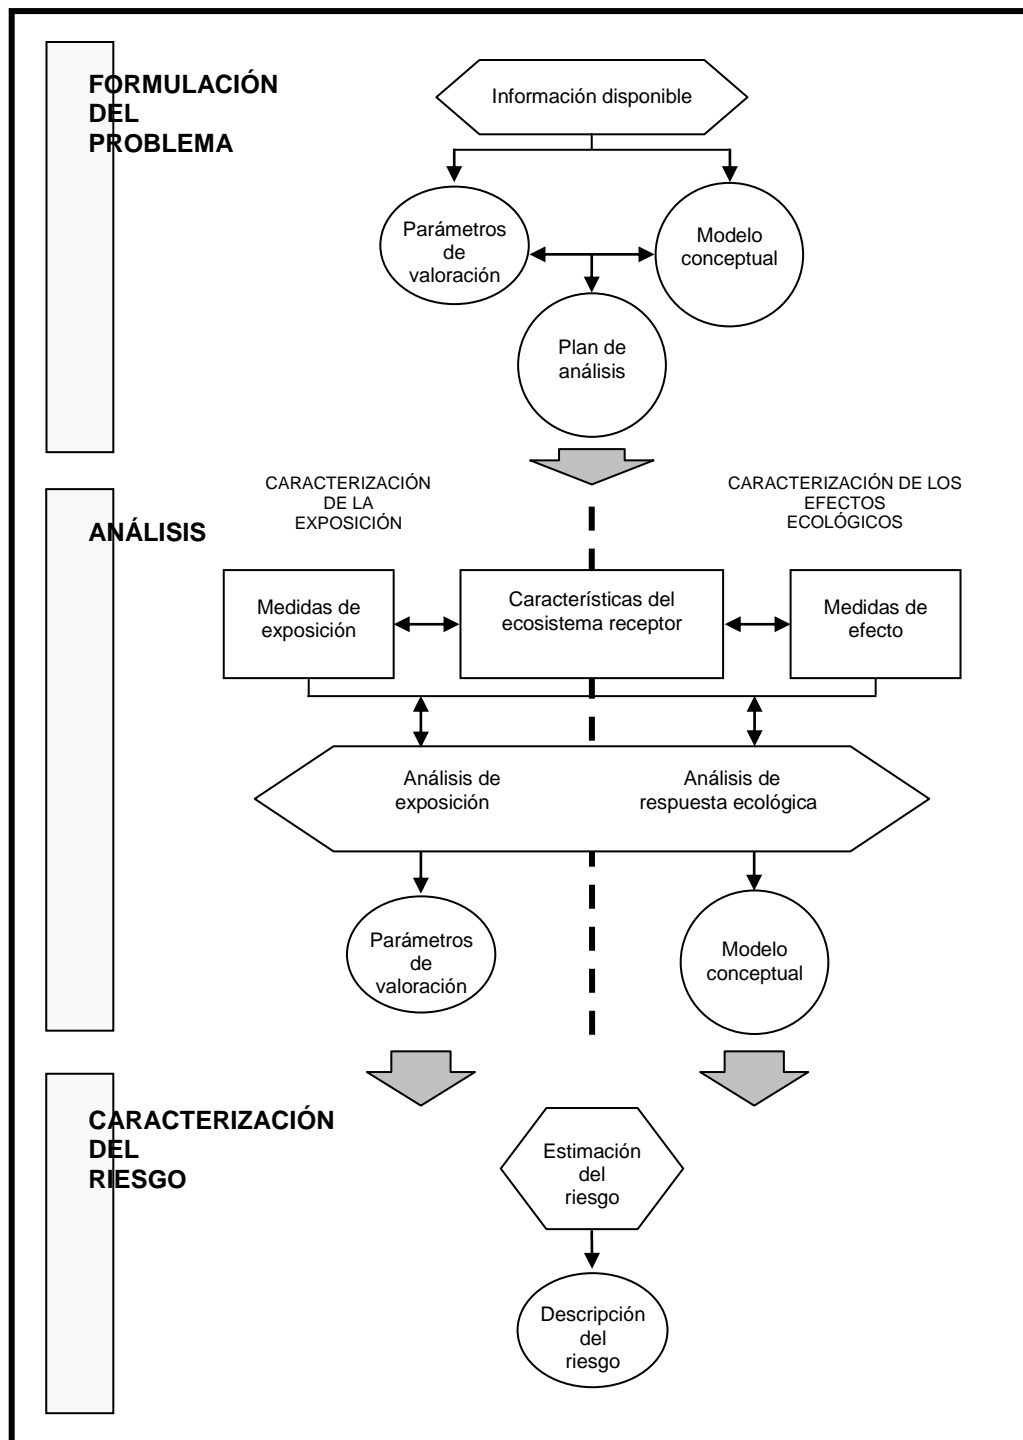 FORMULACIÓN
DEL
PROBLEMA
Información disponible
Parámetros
de
valoración
Modelo
conceptual
Plan de
análisis
CARACTERIZACIÓN
DE LA
EXPOSICIÓN
CARACTERIZACIÓN DE LOS
EFECTOS
ECOLÓGICOS
ANÁLISIS
Medidas de
exposición
Características del
ecosistema receptor
Medidas de
efecto
Análisis de
exposición
Análisis de
respuesta ecológica
Parámetros
de
valoración
Modelo
conceptual
CARACTERIZACIÓN
DEL
RIESGO
Estimación
del
riesgo
Descripción
del
riesgo